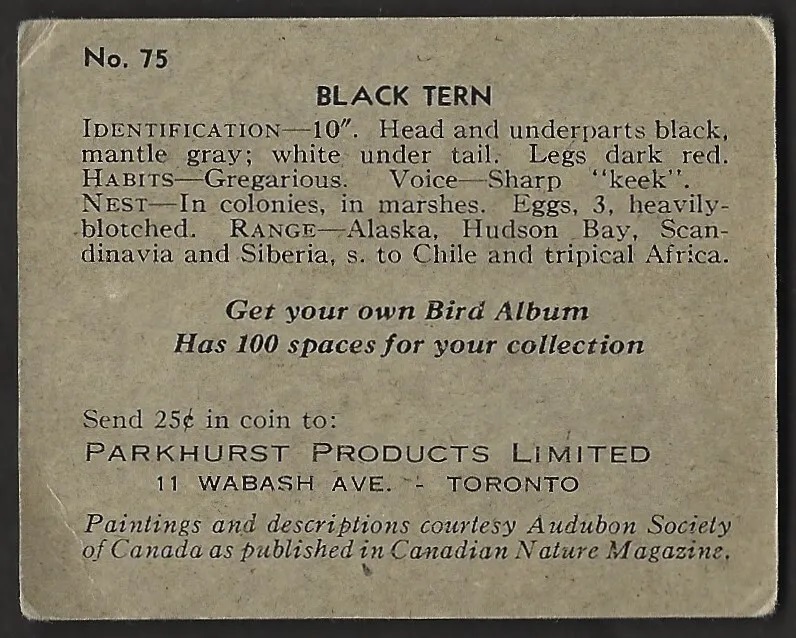 No. 75
BLACK TERN
IDENTIFICATION—10". Head and underparts black,
mantle gray; white under tail. Legs dark red.
HABITS—Gregarious. Voice—Sharp "keek".
NEST—In colonies, in marshes. Eggs, 3, heavily-
blotched. RANGE—Alaska, Hudson Bay, Scan-
dinavia and Siberia, s. to Chile and tripical Africa.
Get your own Bird Album
Has 100 spaces for your collection
Send 25¢ in coin to:
PARKHURST PRODUCTS LIMITED
11 WABASH AVE. - TORONTO
Paintings and descriptions courtesy Audubon Society
of Canada as published in Canadian Nature Magazine.